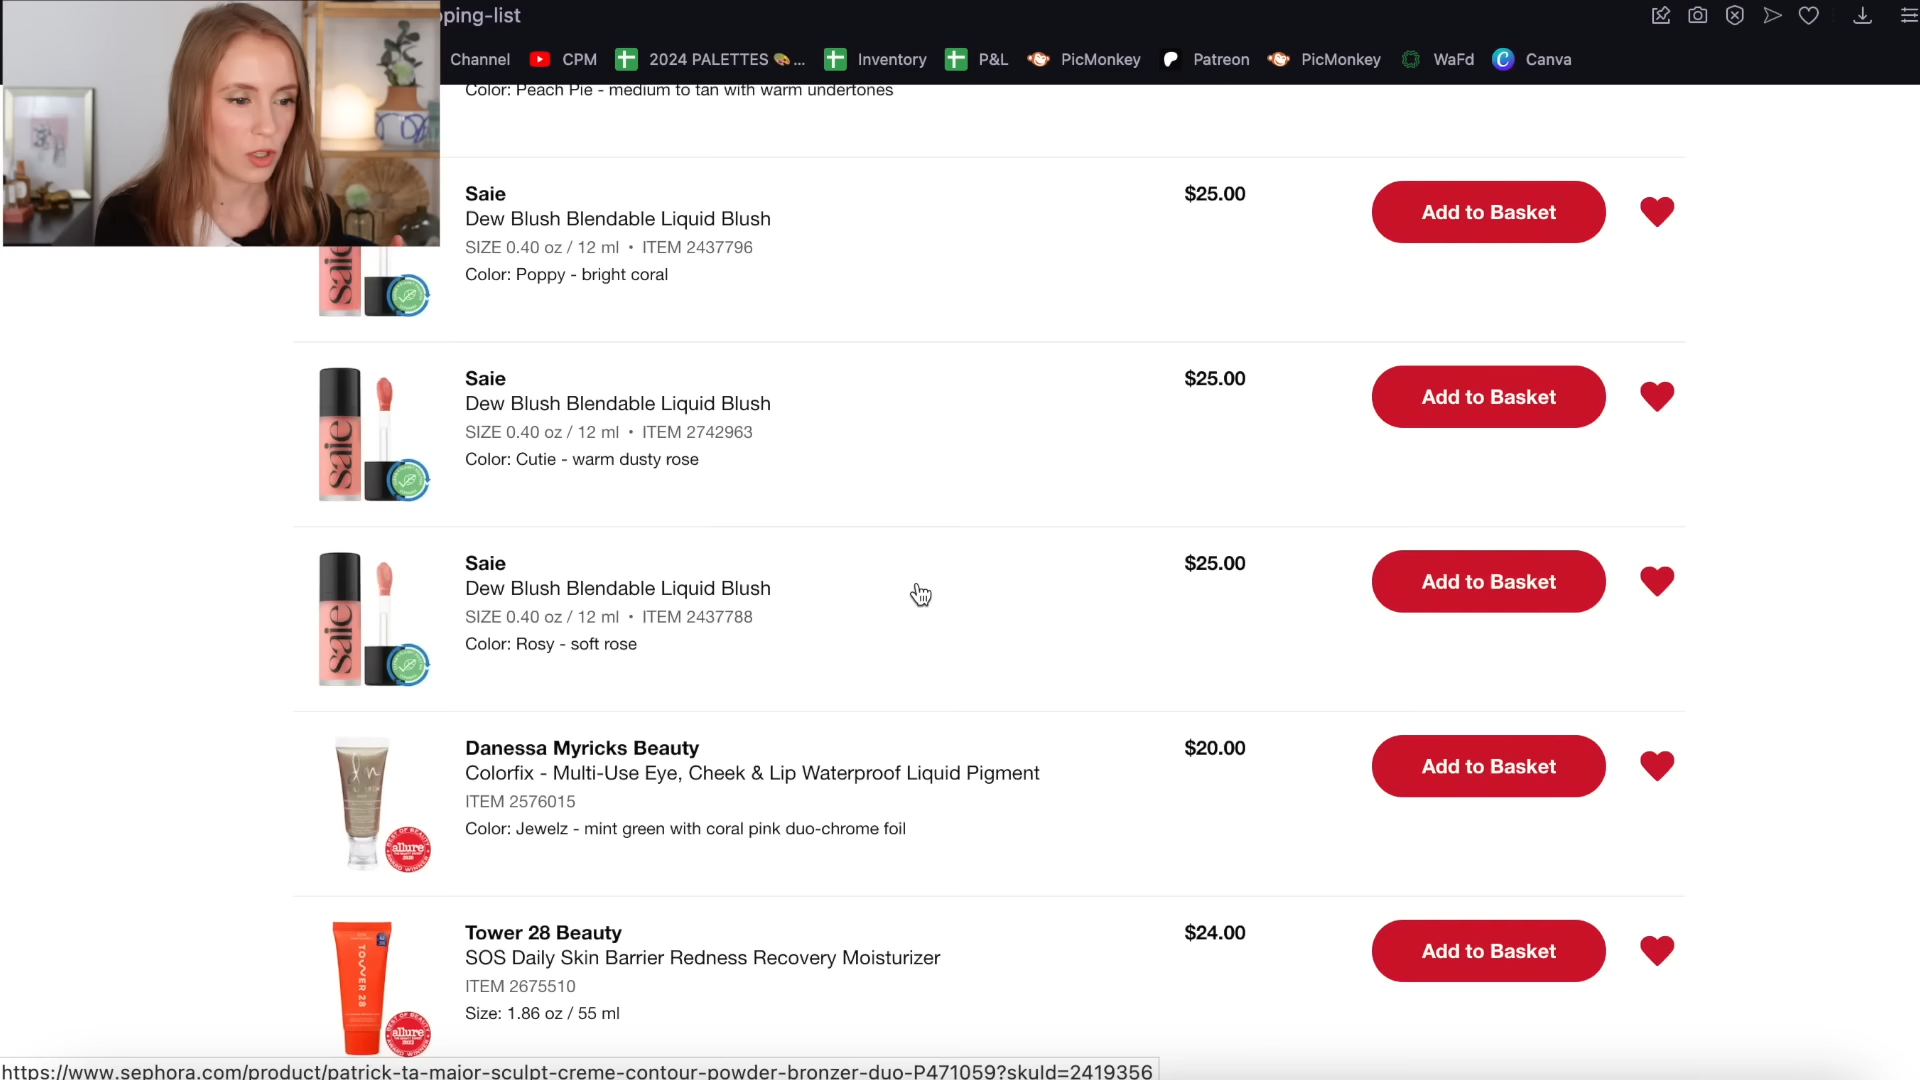 ping-list
Channel CPM 2024 PALETTES 🎨 ... Inventory P&L PicMonkey Patreon PicMonkey WaFd Canva
Color: Peach Pie - medium to tan with warm undertones
Saie
$25.00
Add to Basket
Dew Blush Blendable Liquid Blush
SIZE 0.40 oz / 12 ml • ITEM 2437796
Color: Poppy - bright coral
saie
Saie
$25.00
Add to Basket
Dew Blush Blendable Liquid Blush
SIZE 0.40 oz / 12 ml • ITEM 2742963
Color: Cutie - warm dusty rose
saie
Saie
$25.00
Add to Basket
Dew Blush Blendable Liquid Blush
SIZE 0.40 oz / 12 ml • ITEM 2437788
Color: Rosy - soft rose
saie
Danessa Myricks Beauty
$20.00
Add to Basket
Colorfix - Multi-Use Eye, Cheek & Lip Waterproof Liquid Pigment
ITEM 2576015
Color: Jewelz - mint green with coral pink duo-chrome foil
allure
Tower 28 Beauty
$24.00
Add to Basket
SOS Daily Skin Barrier Redness Recovery Moisturizer
ITEM 2675510
Size: 1.86 oz / 55 ml
TOWER 28
allure
https://www.sephora.com/product/patrick-ta-major-sculpt-creme-contour-powder-bronzer-duo-P471059?skuId=2419356